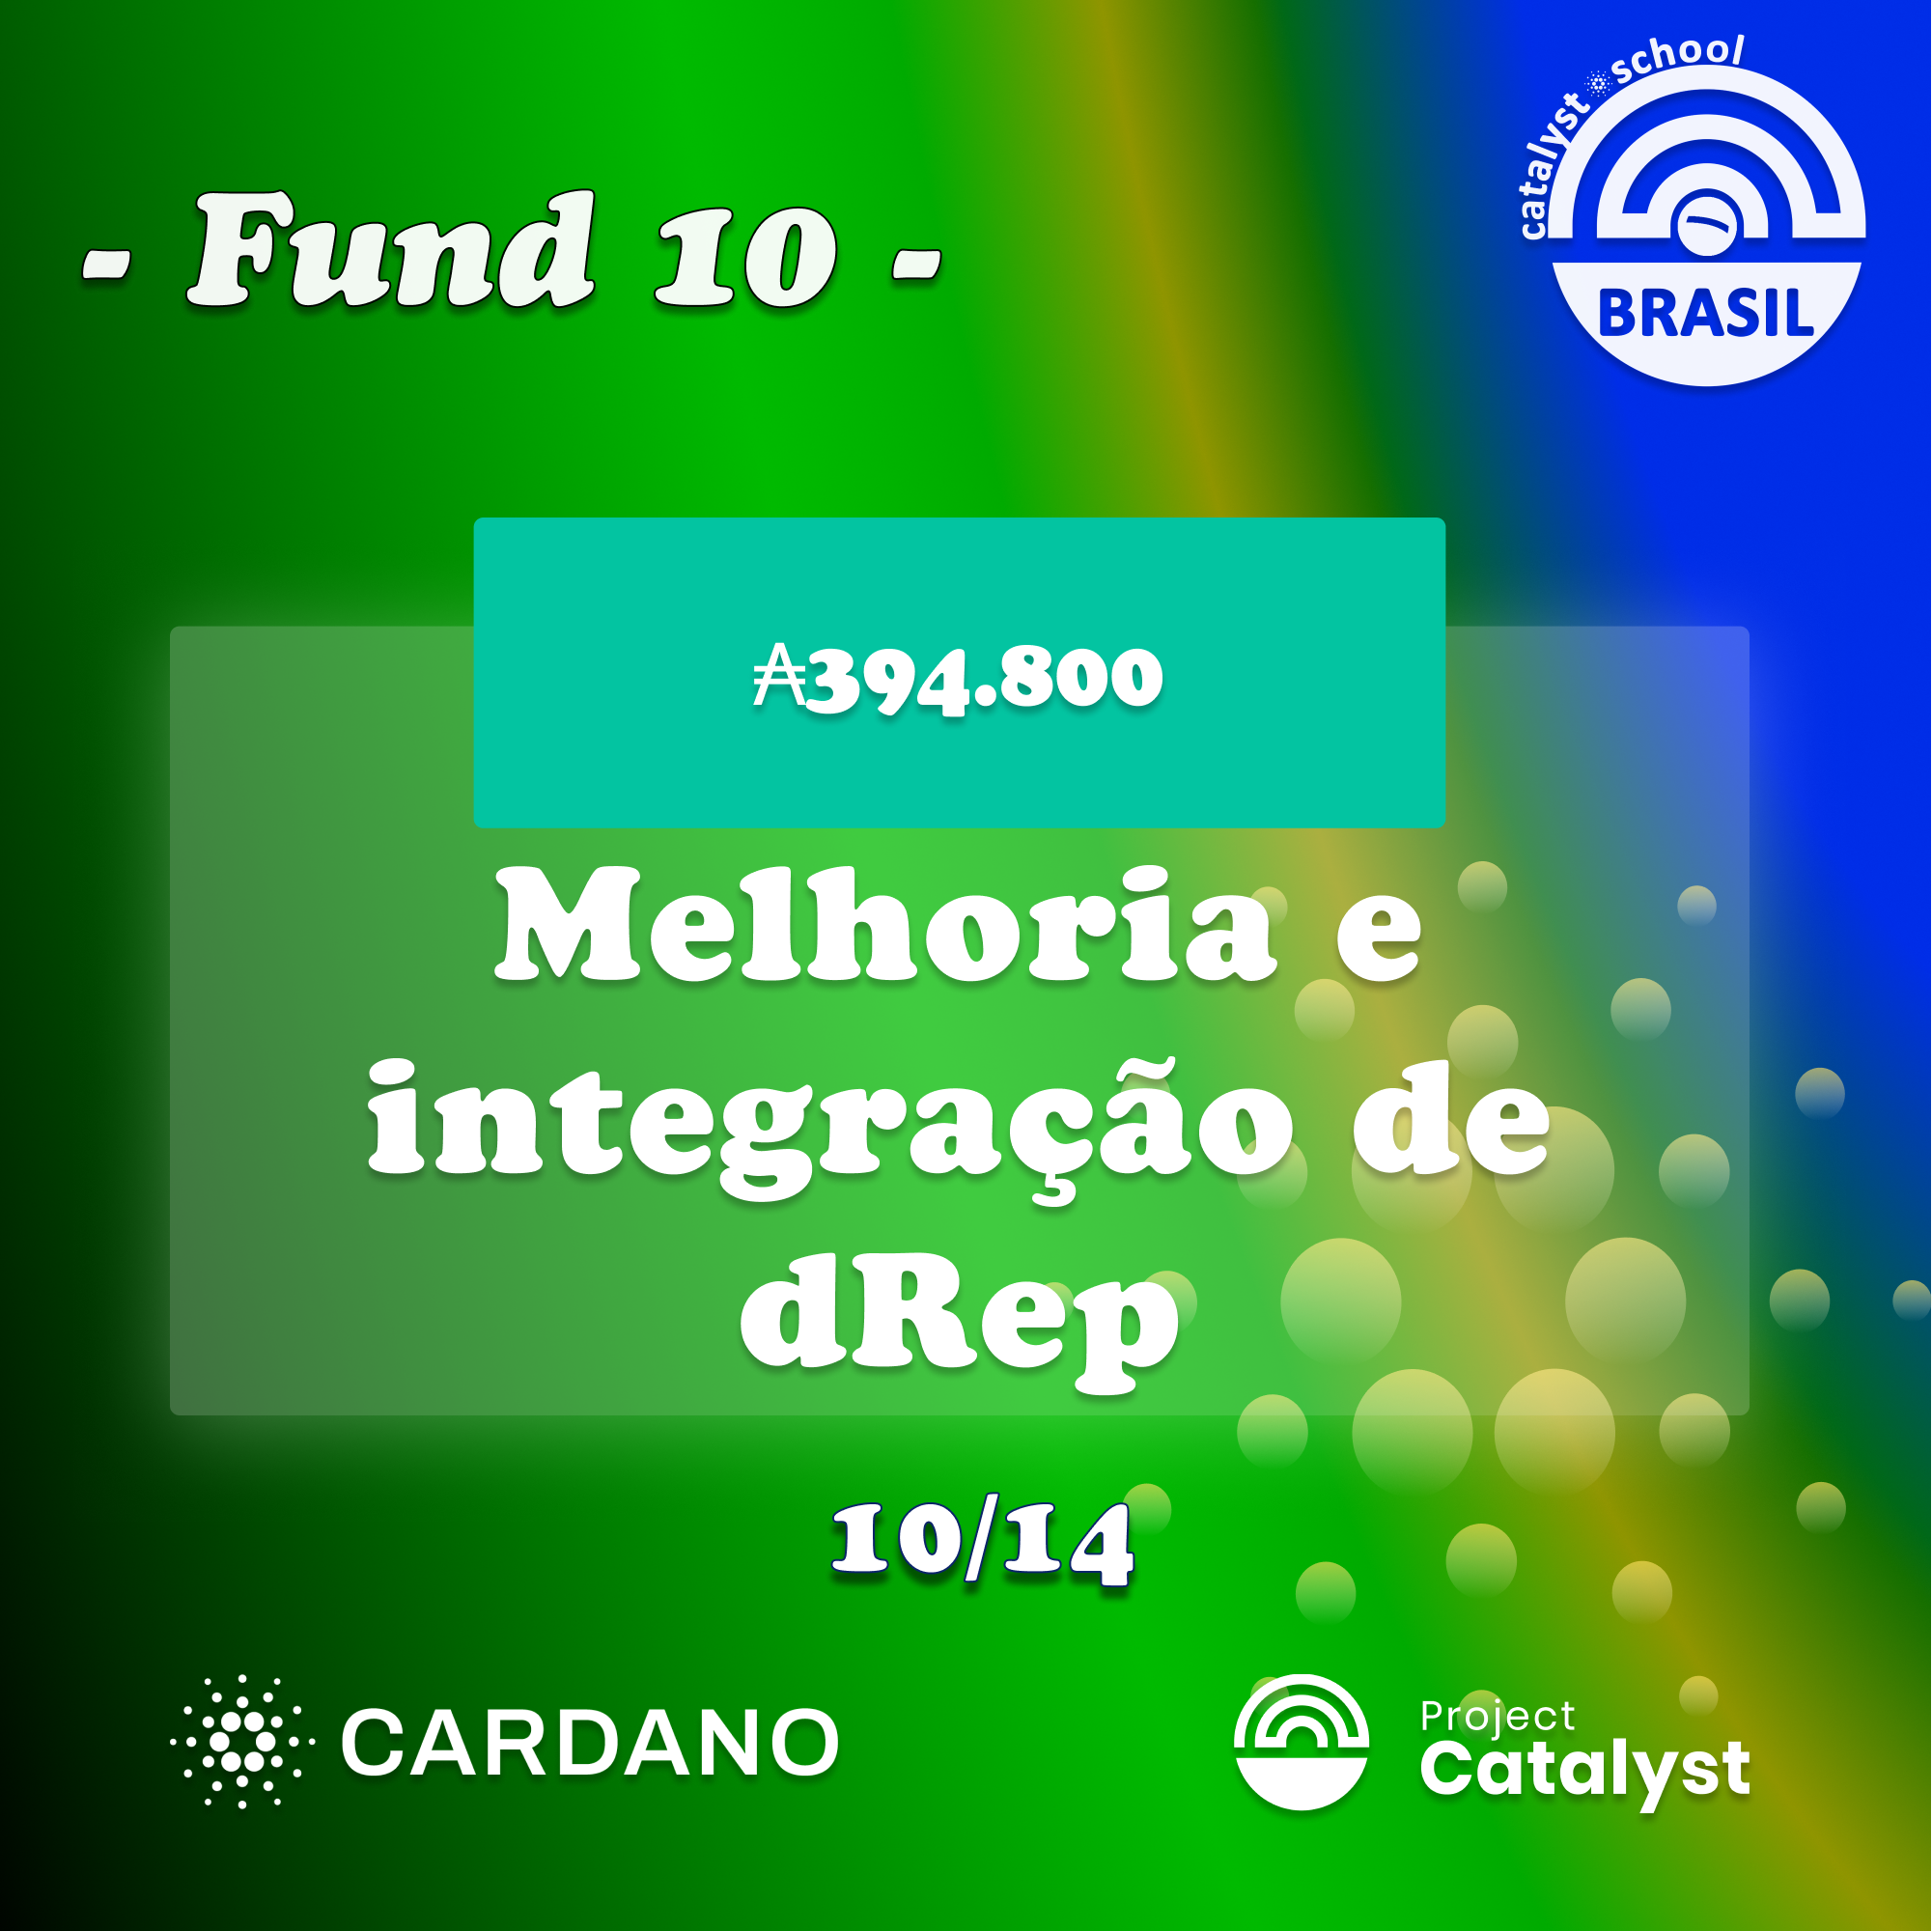 catalyst school
BRASIL
- Fund 10 -
₳394.800
Melhoria e
integração de
dRep
10/14
CARDANO
Project
Catalyst